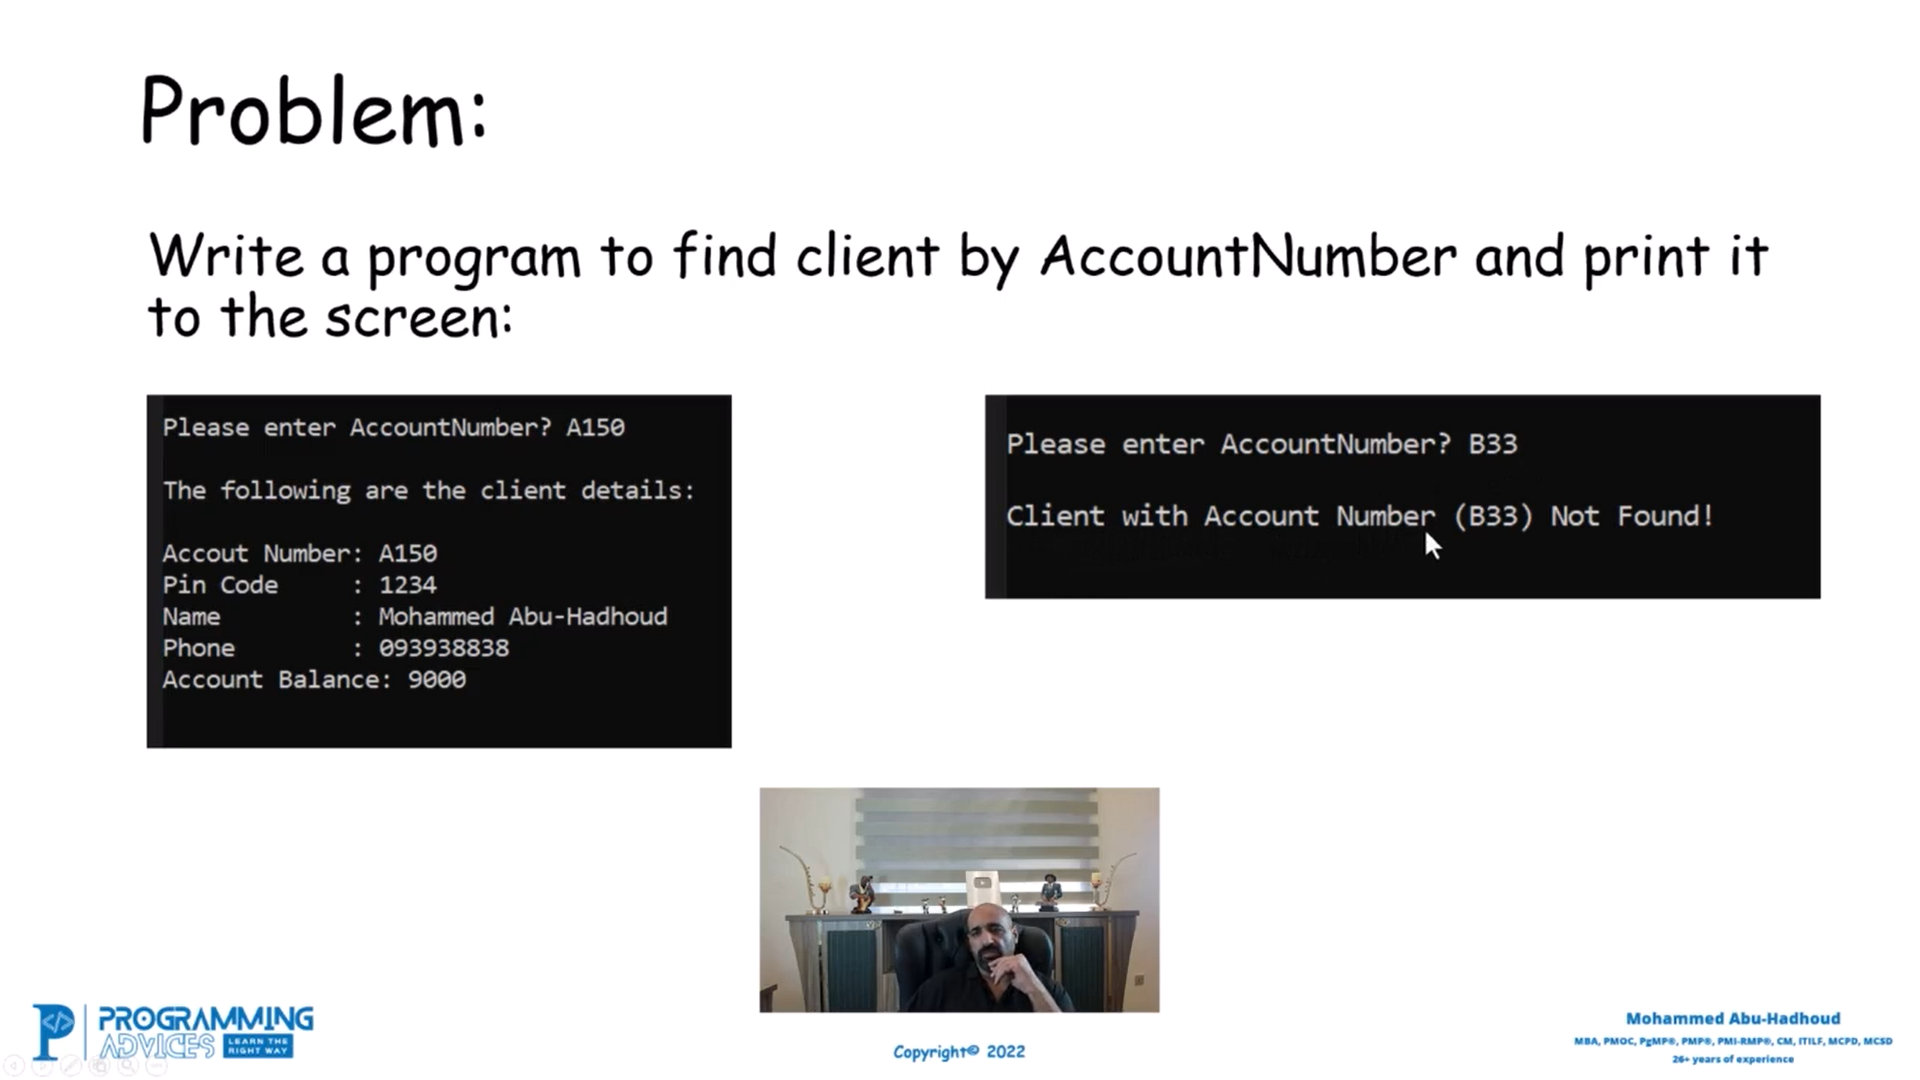 Problem:
Write a program to find client by AccountNumber and print it
to the screen:
Please enter AccountNumber? A150
The following are the client details:
Accout Number: A150
Pin Code : 1234
Name : Mohammed Abu-Hadhoud
Phone : 093938838
Account Balance: 9000
Please enter AccountNumber? B33
Client with Account Number (B33) Not Found!
PROGRAMMING
ADVICES
LEARN THE
RIGHT WAY
Copyright© 2022
Mohammed Abu-Hadhoud
MBA, PMOC, PgMP®, PMP®, PMI-RMP®, CM, ITILF, MCPD, MCSD
26+ years of experience